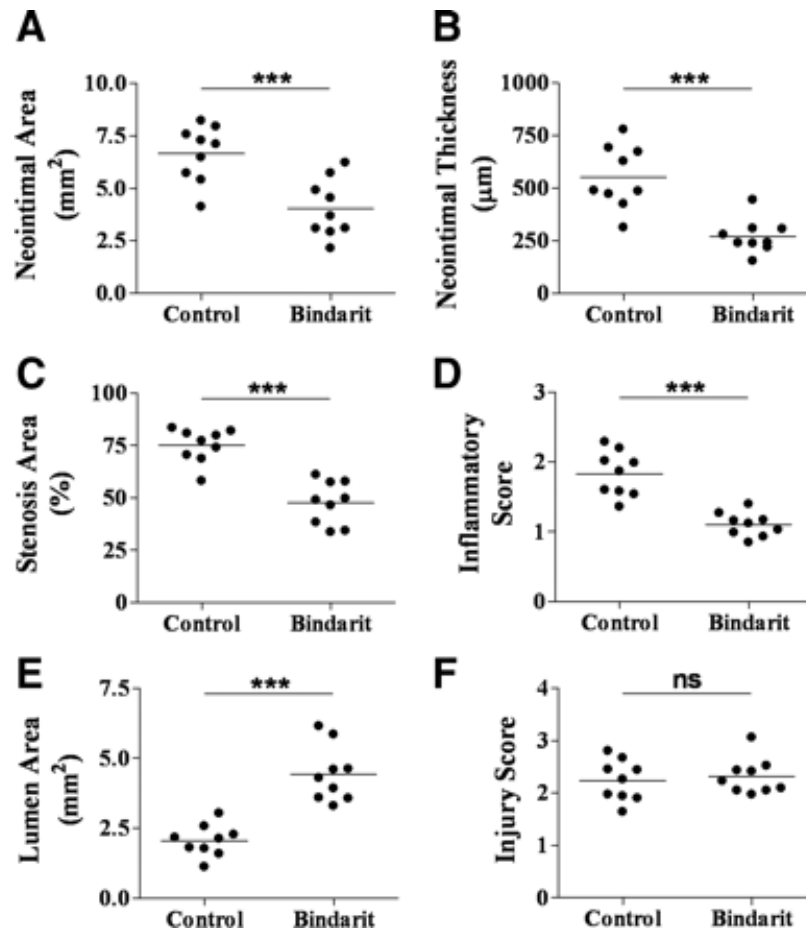 A
Neointimal Area
(mm²)
10.0
7.5
5.0
2.5
0.0
***
Control
Bindarit
B
Neointimal Thickness
(μm)
1000
750
500
250
0
***
Control
Bindarit
C
Stenosis Area
(%)
100
75
50
25
0
***
Control
Bindarit
D
Inflammatory
Score
3
2
1
0
***
Control
Bindarit
E
Lumen Area
(mm²)
7.5
5.0
2.5
0.0
***
Control
Bindarit
F
Injury Score
4
3
2
1
0
ns
Control
Bindarit